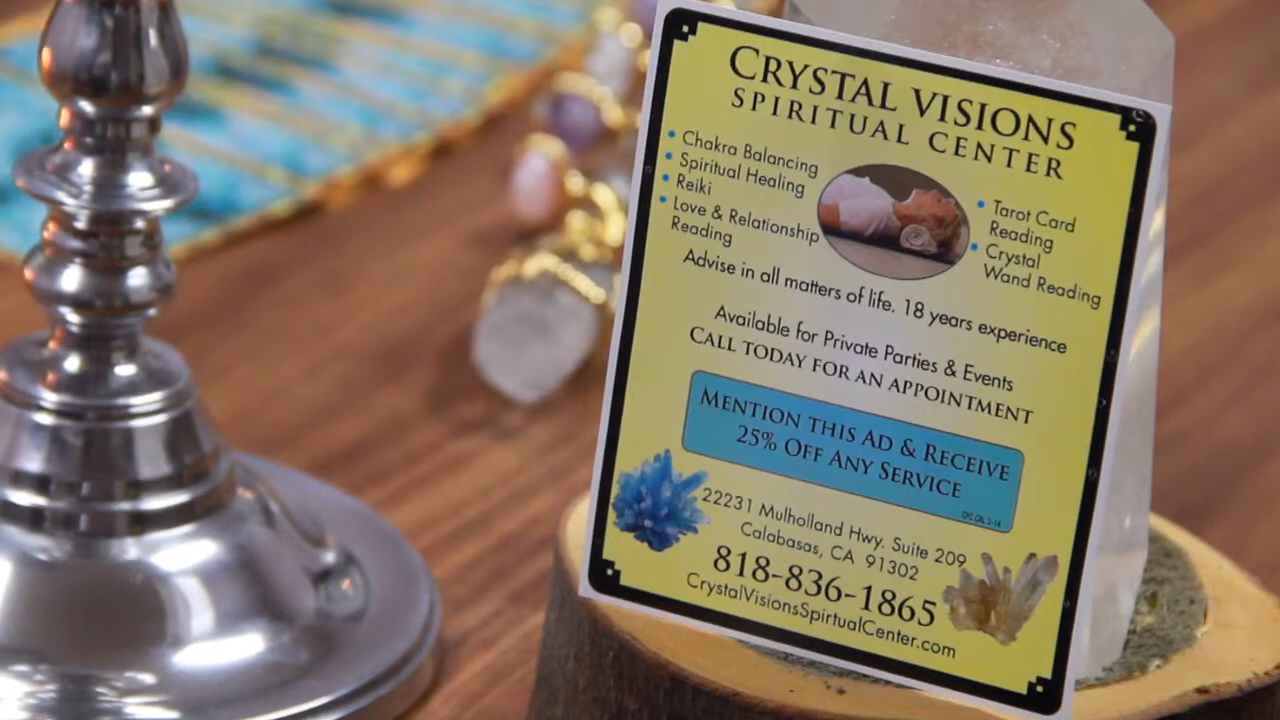 CRYSTAL VISIONS
SPIRITUAL CENTER
• Chakra Balancing
• Spiritual Healing
• Reiki
• Love & Relationship
Reading
• Tarot Card
Reading
• Crystal
Wand Reading
Advise in all matters of life. 18 years experience
Available for Private Parties & Events
CALL TODAY FOR AN APPOINTMENT
MENTION THIS AD & RECEIVE
25% OFF ANY SERVICE
22231 Mulholland Hwy. Suite 209
Calabasas, CA 91302
818-836-1865
CrystalVisionsSpirtualCenter.com